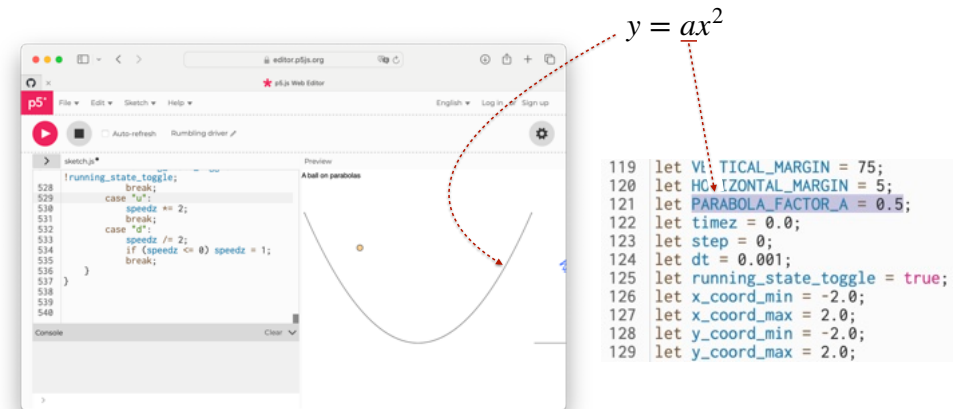 y = ax²
editor.p5js.org
p5.js Web Editor
p5* File Edit Sketch Help English Log in or Sign up
Auto-refresh Rumbling driver
sketch.js Preview
!running_state_toggle; A ball on parabolas
528 break;
529 case "u":
530 speedz *= 2;
531 break;
532 case "d":
533 speedz /= 2;
534 if (speedz <= 0) speedz = 1;
535 break;
536 }
537 }
538
539
540
Console Clear
119 let TICAL_MARGIN = 75;
120 let IZONTAL_MARGIN = 5;
121 let PARABOLA_FACTOR_A = 0.5;
122 let timez = 0.0;
123 let step = 0;
124 let dt = 0.001;
125 let running_state_toggle = true;
126 let x_coord_min = -2.0;
127 let x_coord_max = 2.0;
128 let y_coord_min = -2.0;
129 let y_coord_max = 2.0;